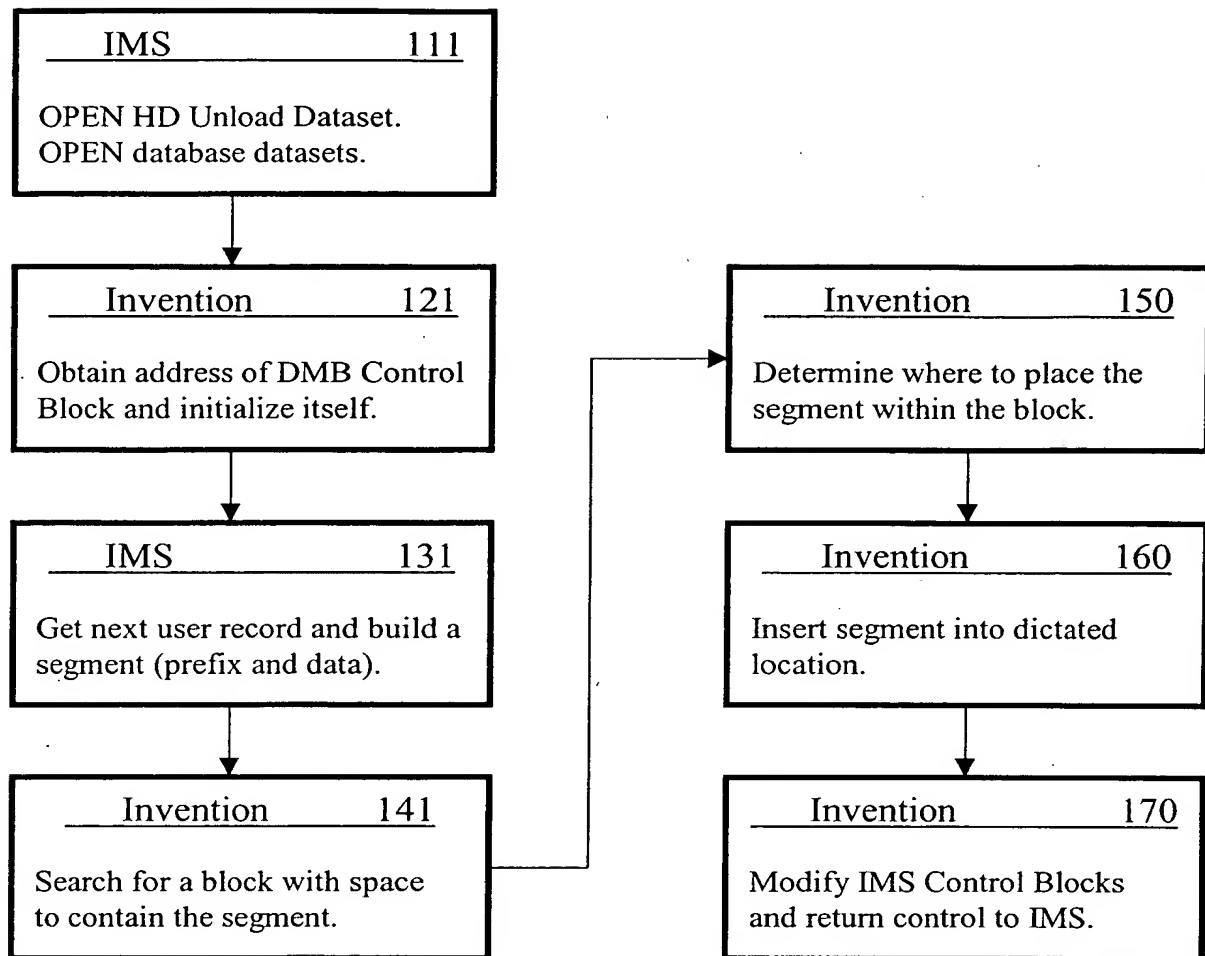 IMS 111
OPEN HD Unload Dataset.
OPEN database datasets.
Invention 121
Obtain address of DMB Control
Block and initialize itself.
IMS 131
Get next user record and build a
segment (prefix and data).
Invention 141
Search for a block with space
to contain the segment.
Invention 150
Determine where to place the
segment within the block.
Invention 160
Insert segment into dictated
location.
Invention 170
Modify IMS Control Blocks
and return control to IMS.